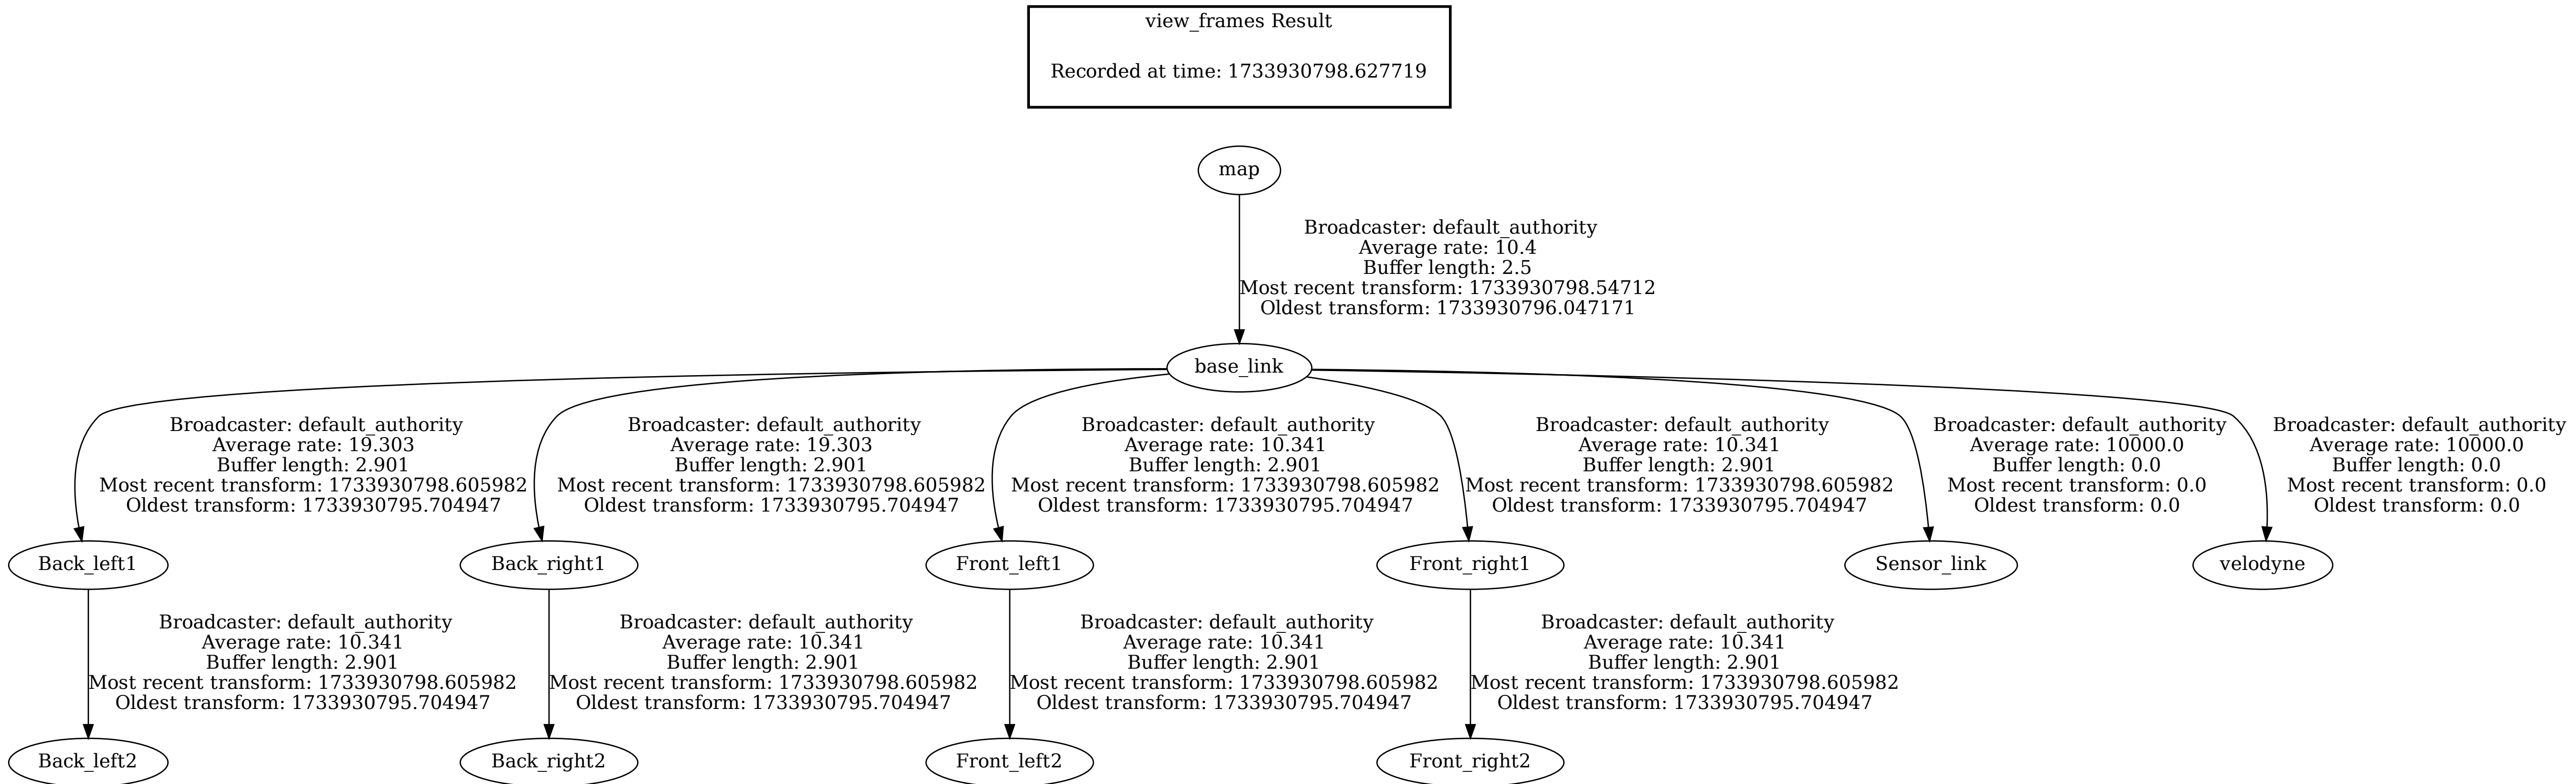 view_frames Result
Recorded at time: 1733930798.627719
map
Broadcaster: default_authority
Average rate: 10.4
Buffer length: 2.5
Most recent transform: 1733930798.54712
Oldest transform: 1733930796.047171
base_link
Broadcaster: default_authority
Average rate: 19.303
Buffer length: 2.901
Most recent transform: 1733930798.605982
Oldest transform: 1733930795.704947
Broadcaster: default_authority
Average rate: 19.303
Buffer length: 2.901
Most recent transform: 1733930798.605982
Oldest transform: 1733930795.704947
Broadcaster: default_authority
Average rate: 10.341
Buffer length: 2.901
Most recent transform: 1733930798.605982
Oldest transform: 1733930795.704947
Broadcaster: default_authority
Average rate: 10.341
Buffer length: 2.901
Most recent transform: 1733930798.605982
Oldest transform: 1733930795.704947
Broadcaster: default_authority
Average rate: 10000.0
Buffer length: 0.0
Most recent transform: 0.0
Oldest transform: 0.0
Broadcaster: default_authority
Average rate: 10000.0
Buffer length: 0.0
Most recent transform: 0.0
Oldest transform: 0.0
Back_left1
Back_right1
Front_left1
Front_right1
Sensor_link
velodyne
Broadcaster: default_authority
Average rate: 10.341
Buffer length: 2.901
Most recent transform: 1733930798.605982
Oldest transform: 1733930795.704947
Broadcaster: default_authority
Average rate: 10.341
Buffer length: 2.901
Most recent transform: 1733930798.605982
Oldest transform: 1733930795.704947
Broadcaster: default_authority
Average rate: 10.341
Buffer length: 2.901
Most recent transform: 1733930798.605982
Oldest transform: 1733930795.704947
Broadcaster: default_authority
Average rate: 10.341
Buffer length: 2.901
Most recent transform: 1733930798.605982
Oldest transform: 1733930795.704947
Back_left2
Back_right2
Front_left2
Front_right2